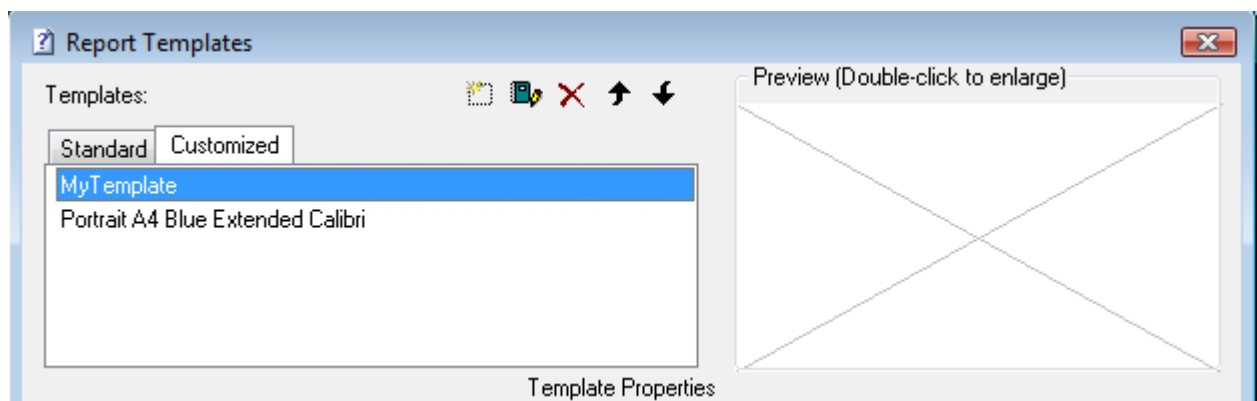 Report Templates
Templates:
Preview (Double-click to enlarge)
Standard Customized
MyTemplate
Portrait A4 Blue Extended Calibri
Template Properties